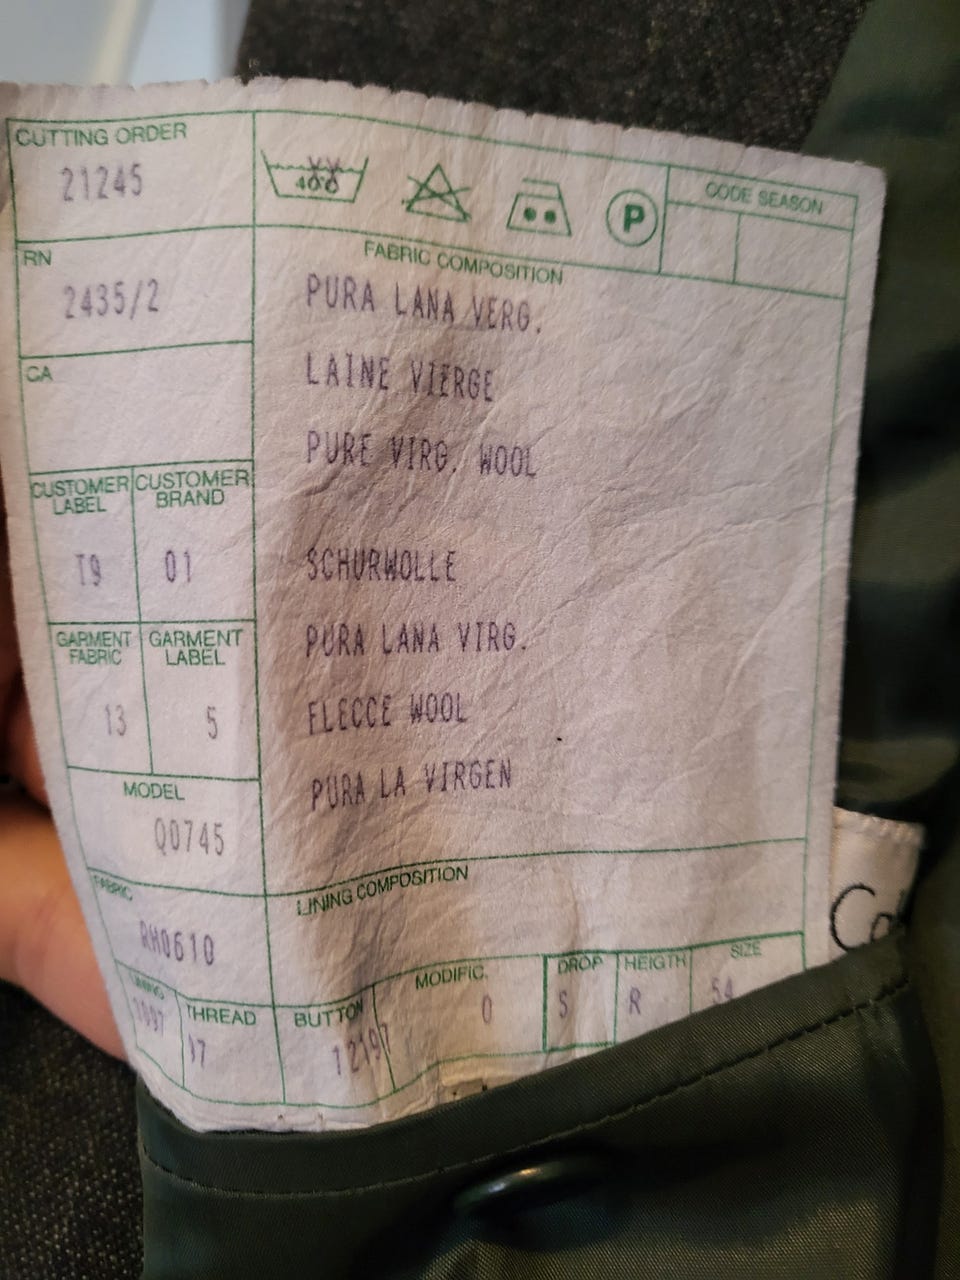 CUTTING ORDER
21245
40
P
CODE SEASON
RN
2435/2
FABRIC COMPOSITION
PURA LANA VERG.
LAINE VIERGE
PURE VIRG. WOOL
SCHURWOLLE
PURA LANA VIRG.
FLECCE WOOL
PURA LA VIRGEN
CA
CUSTOMER LABEL
T9
CUSTOMER BRAND
01
GARMENT FABRIC
13
GARMENT LABEL
5
MODEL
Q0745
FABRIC
RH0610
LINING COMPOSITION
LINING
THREAD
BUTTON
12197
MODIFIC.
0
DROP
S
HEIGTH
R
SIZE
54